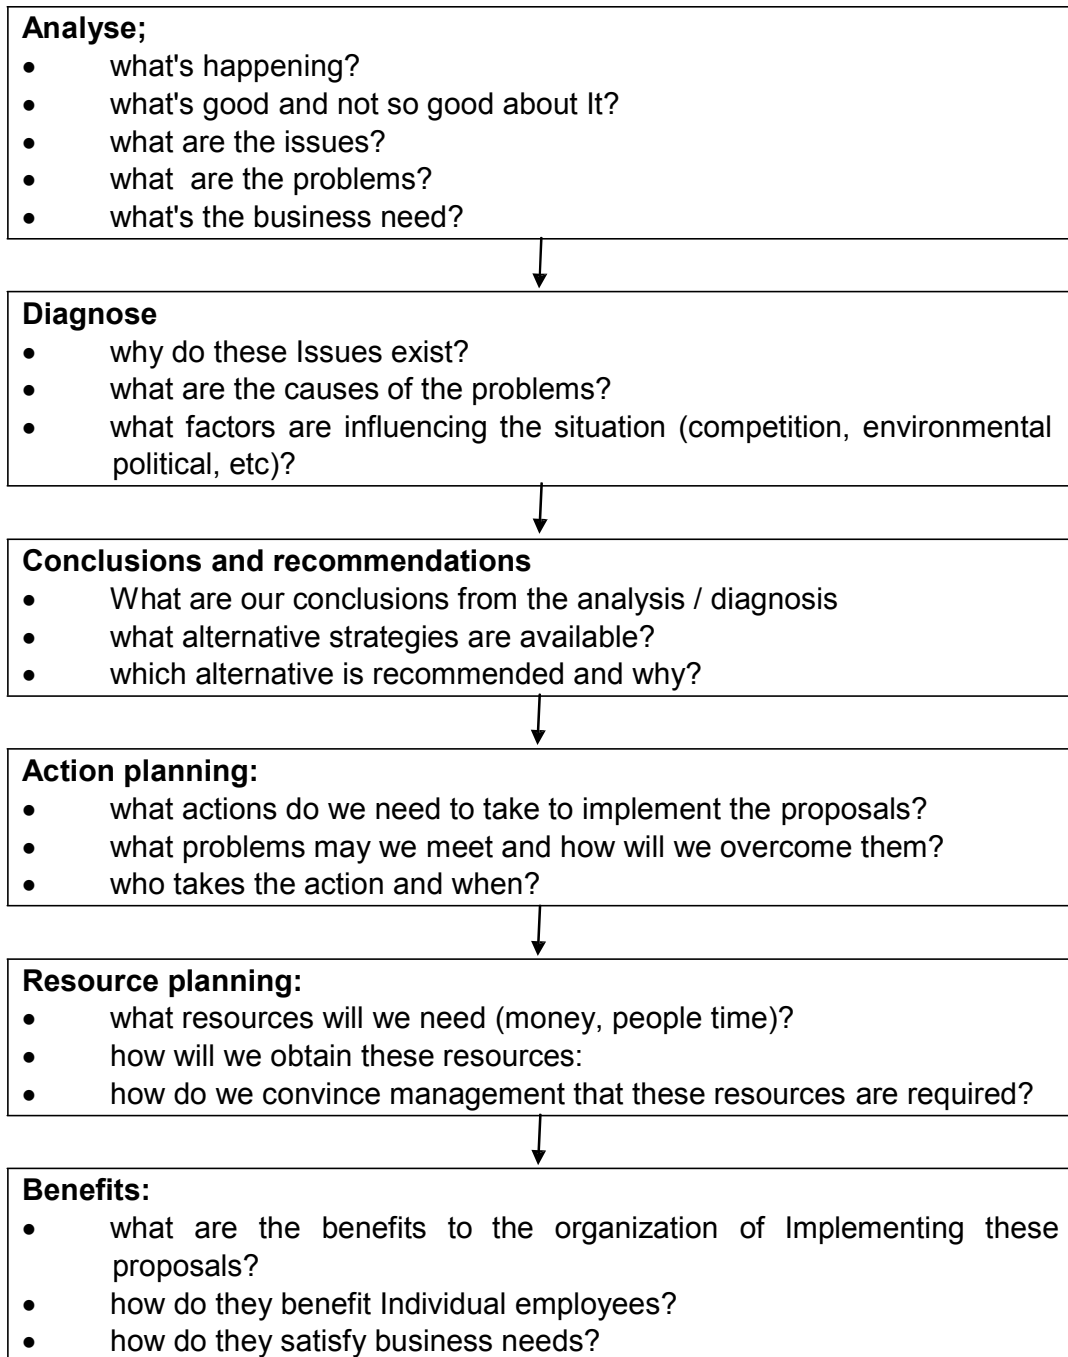 Analyse;
• what's happening?
• what's good and not so good about It?
• what are the issues?
• what  are the problems?
• what's the business need?
Diagnose
• why do these Issues exist?
• what are the causes of the problems?
• what factors are influencing the situation (competition, environmental
political, etc)?
Conclusions and recommendations
• What are our conclusions from the analysis / diagnosis
• what alternative strategies are available?
• which alternative is recommended and why?
Action planning:
• what actions do we need to take to implement the proposals?
• what problems may we meet and how will we overcome them?
• who takes the action and when?
Resource planning:
• what resources will we need (money, people time)?
• how will we obtain these resources:
• how do we convince management that these resources are required?
Benefits:
• what are the benefits to the organization of Implementing these
proposals?
• how do they benefit Individual employees?
• how do they satisfy business needs?